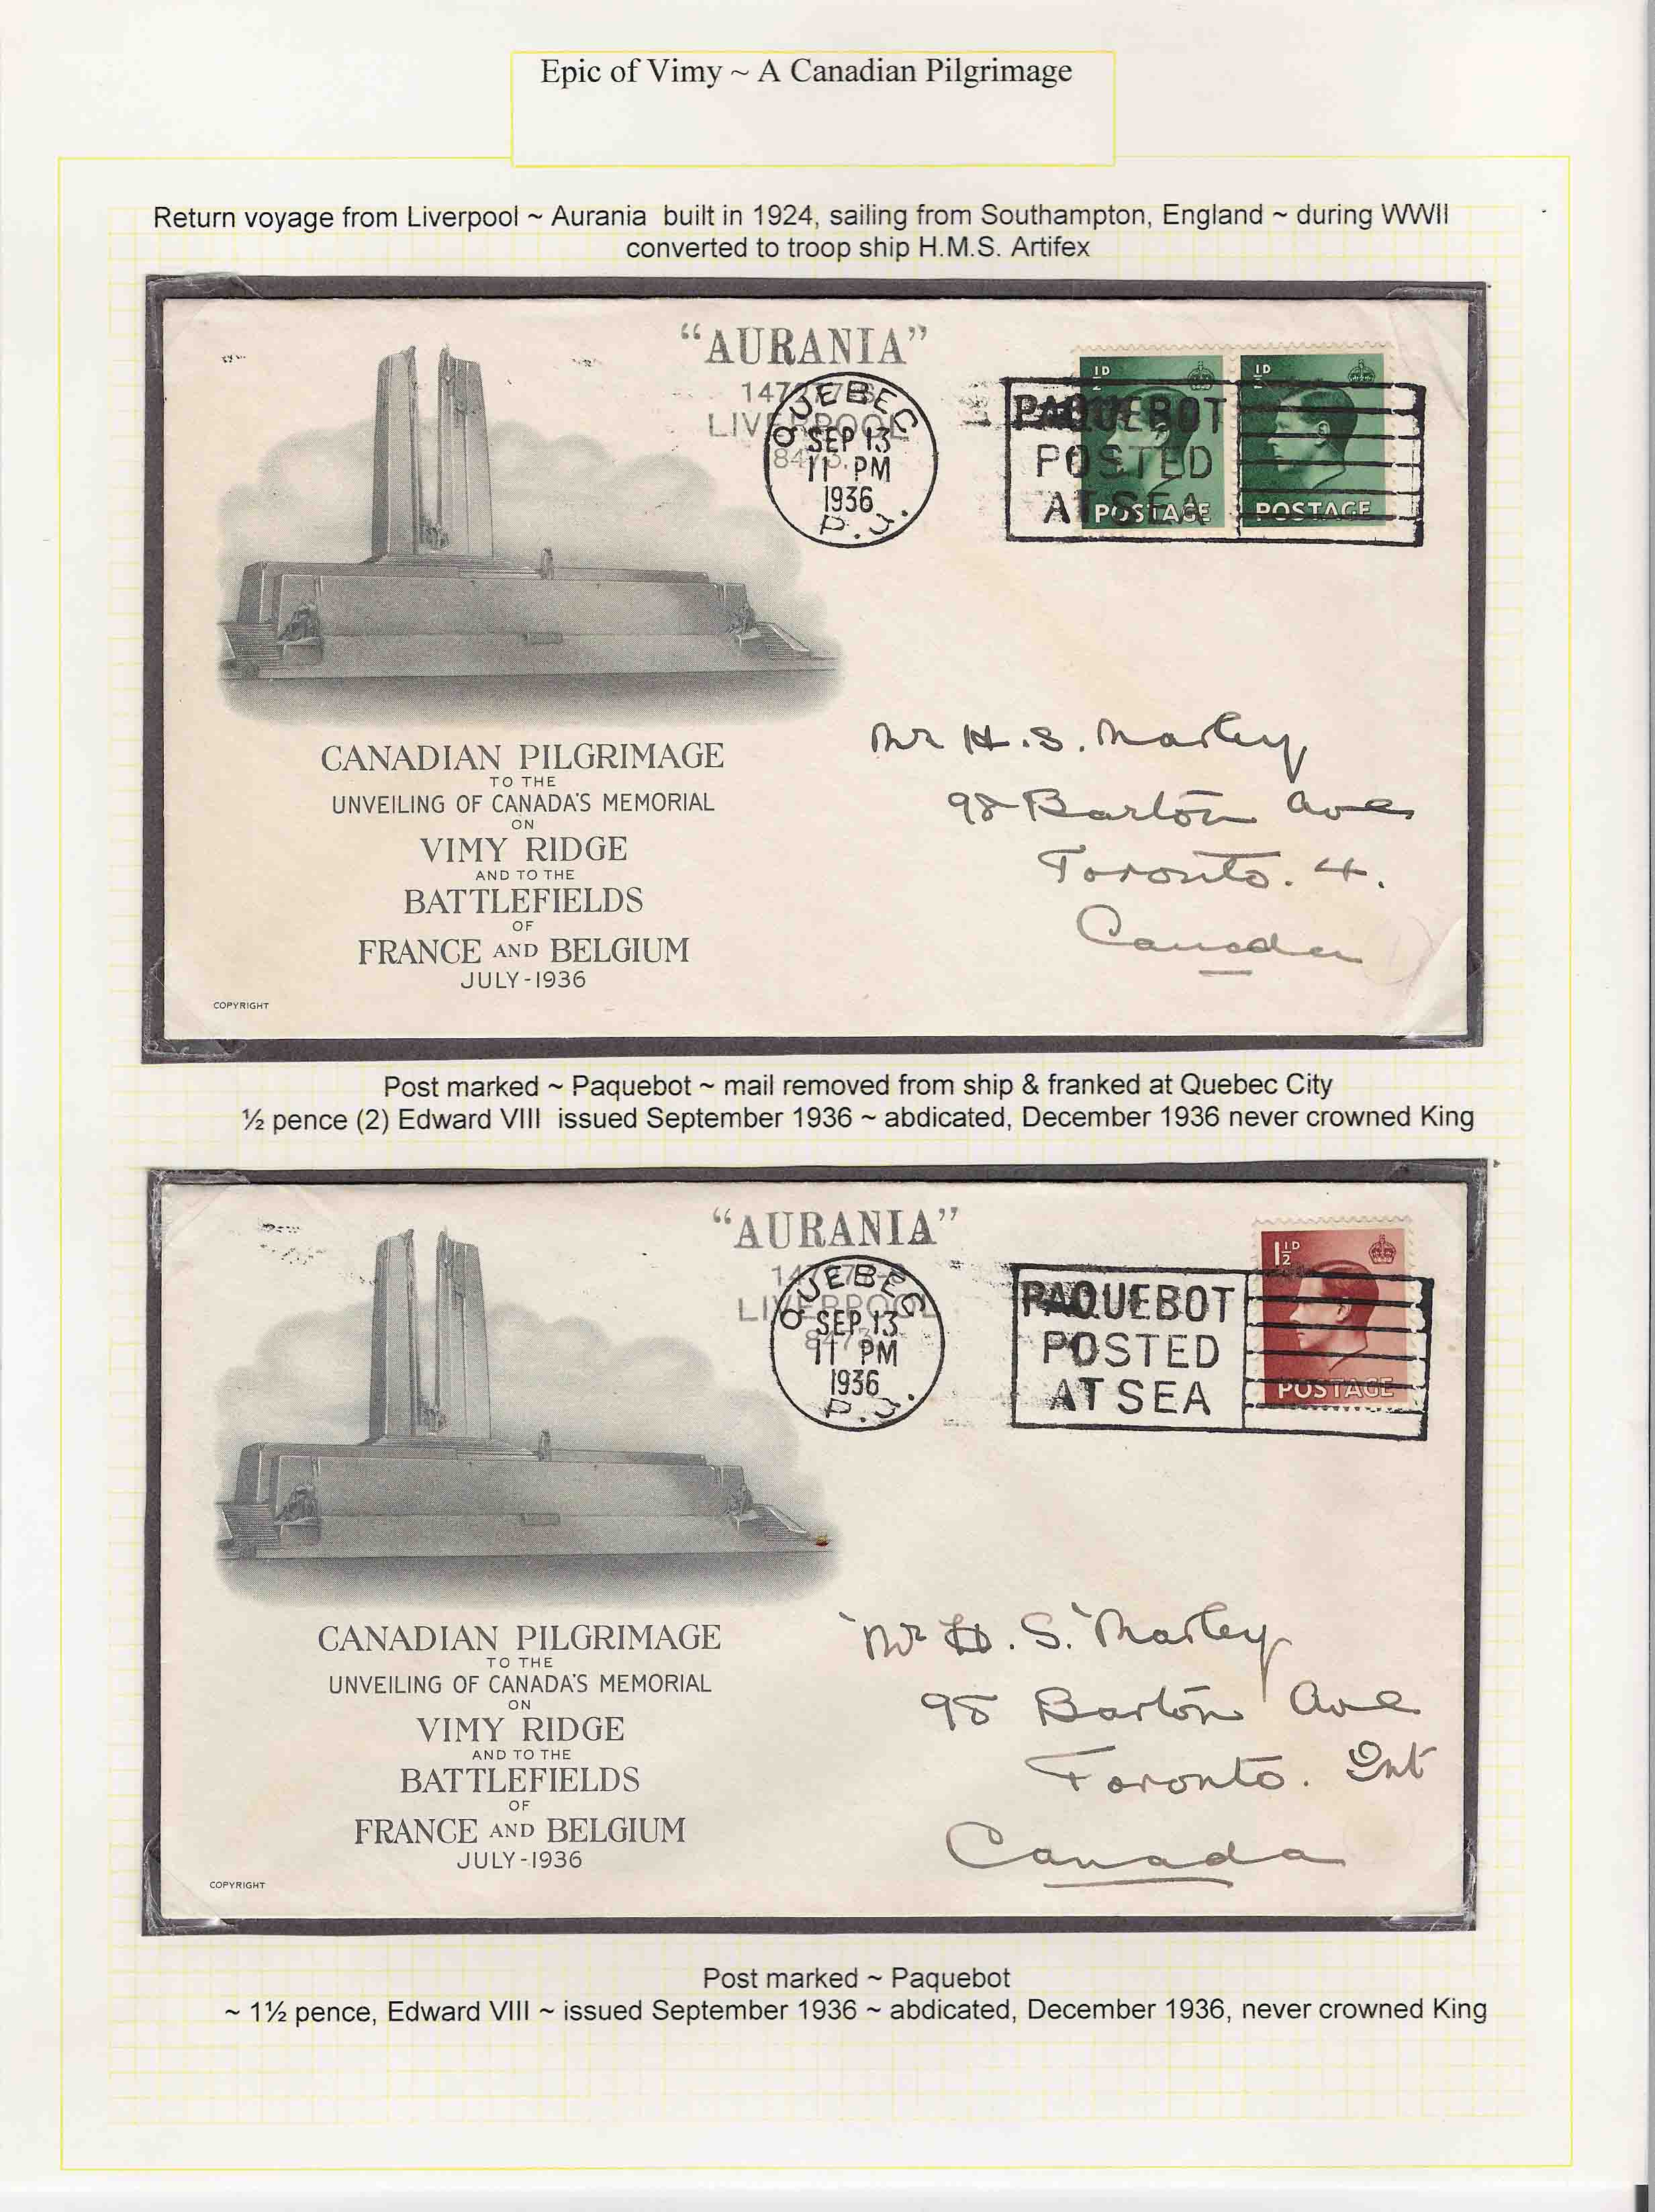 Epic of Vimy ~ A Canadian Pilgrimage
Return voyage from Liverpool ~ Aurania built in 1924, sailing from Southampton, England ~ during WWII
converted to troop ship H.M.S. Artifex
"AURANIA"
LIVERPOOL
QUEBEC
SEP 13
11 PM
1936
P.Q.
PAQUEBOT
POSTED
AT SEA
½D
POSTAGE
½D
POSTAGE
Mr H. S. Marley
98 Barton Ave
Toronto. 4.
Canada
CANADIAN PILGRIMAGE
TO THE
UNVEILING OF CANADA'S MEMORIAL
ON
VIMY RIDGE
AND TO THE
BATTLEFIELDS
OF
FRANCE AND BELGIUM
JULY-1936
COPYRIGHT
Post marked ~ Paquebot ~ mail removed from ship & franked at Quebec City
½ pence (2) Edward VIII issued September 1936 ~ abdicated, December 1936 never crowned King
"AURANIA"
LIVERPOOL
QUEBEC
SEP 13
11 PM
1936
P.Q.
PAQUEBOT
POSTED
AT SEA
1½D
POSTAGE
Mr H. S. Marley
98 Barton Ave
Toronto. Ont
Canada
CANADIAN PILGRIMAGE
TO THE
UNVEILING OF CANADA'S MEMORIAL
ON
VIMY RIDGE
AND TO THE
BATTLEFIELDS
OF
FRANCE AND BELGIUM
JULY-1936
COPYRIGHT
Post marked ~ Paquebot
~ 1½ pence, Edward VIII ~ issued September 1936 ~ abdicated, December 1936, never crowned King